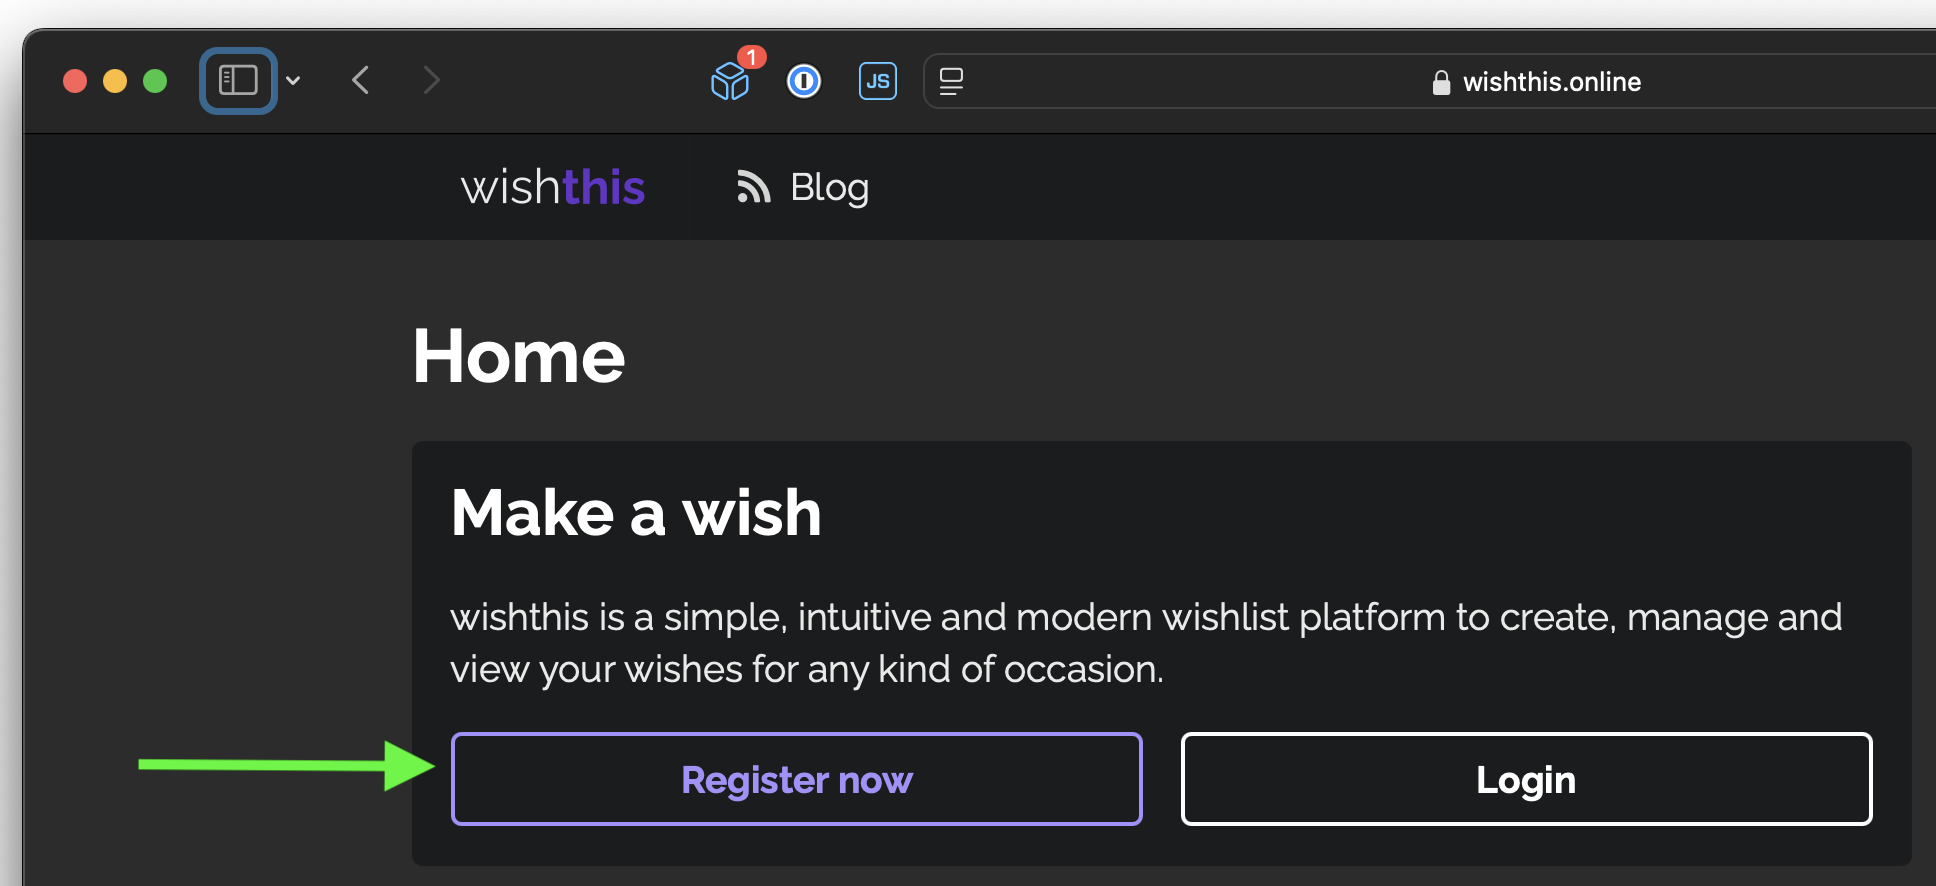 1
JS
wishthis.online
wishthis
Blog
Home
Make a wish
wishthis is a simple, intuitive and modern wishlist platform to create, manage and
view your wishes for any kind of occasion.
Register now
Login